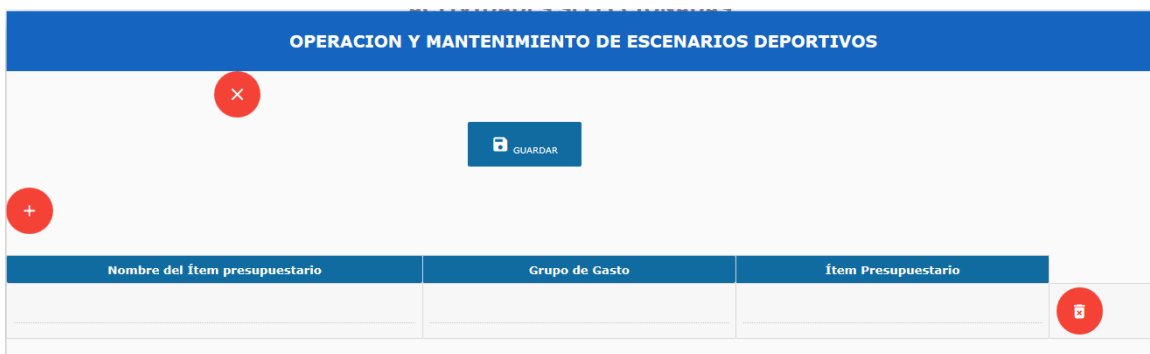 OPERACION Y MANTENIMIENTO DE ESCENARIOS DEPORTIVOS
GUARDAR
Nombre del Ítem presupuestario Grupo de Gasto Ítem Presupuestario